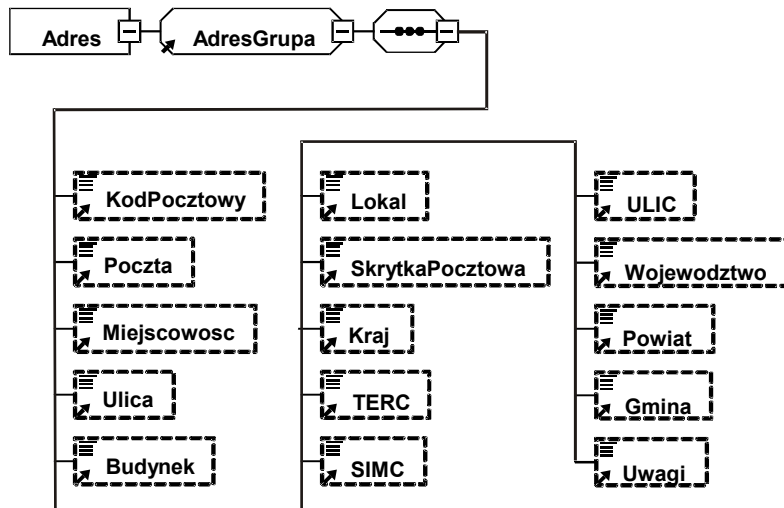 Adres
AdresGrupa
KodPocztowy
Poczta
Miejscowosc
Ulica
Budynek
Lokal
SkrytkaPocztowa
Kraj
TERC
SIMC
ULIC
Wojewodztwo
Powiat
Gmina
Uwagi